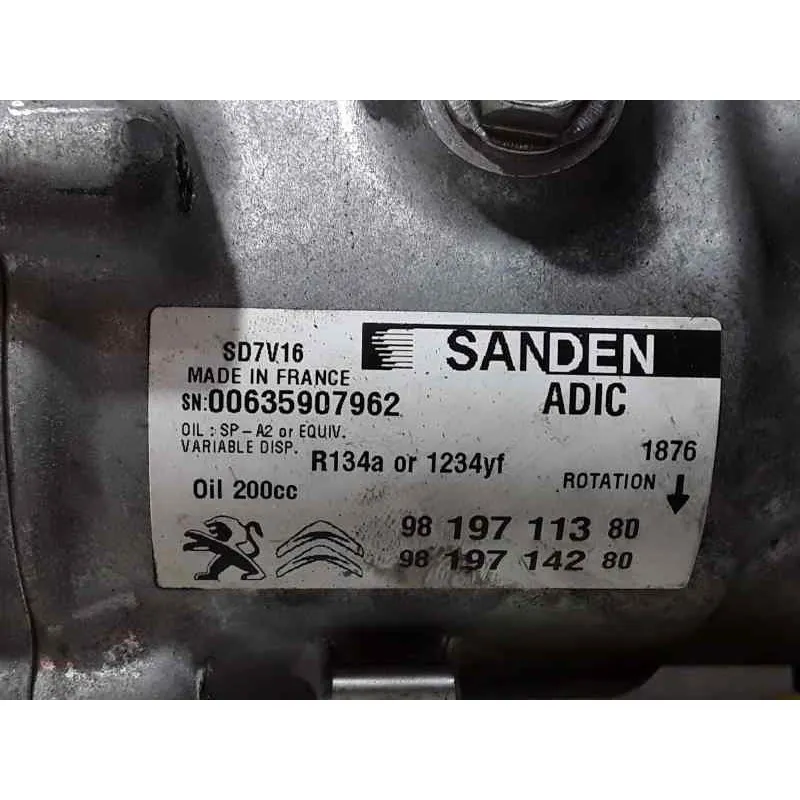 SD7V16
SANDEN
MADE IN FRANCE
SN:00635907962
ADIC
OIL : SP-A2 or EQUIV.
VARIABLE DISP.
R134a or 1234yf
1876
Oil 200cc
ROTATION
98 197 113 80
98 197 142 80